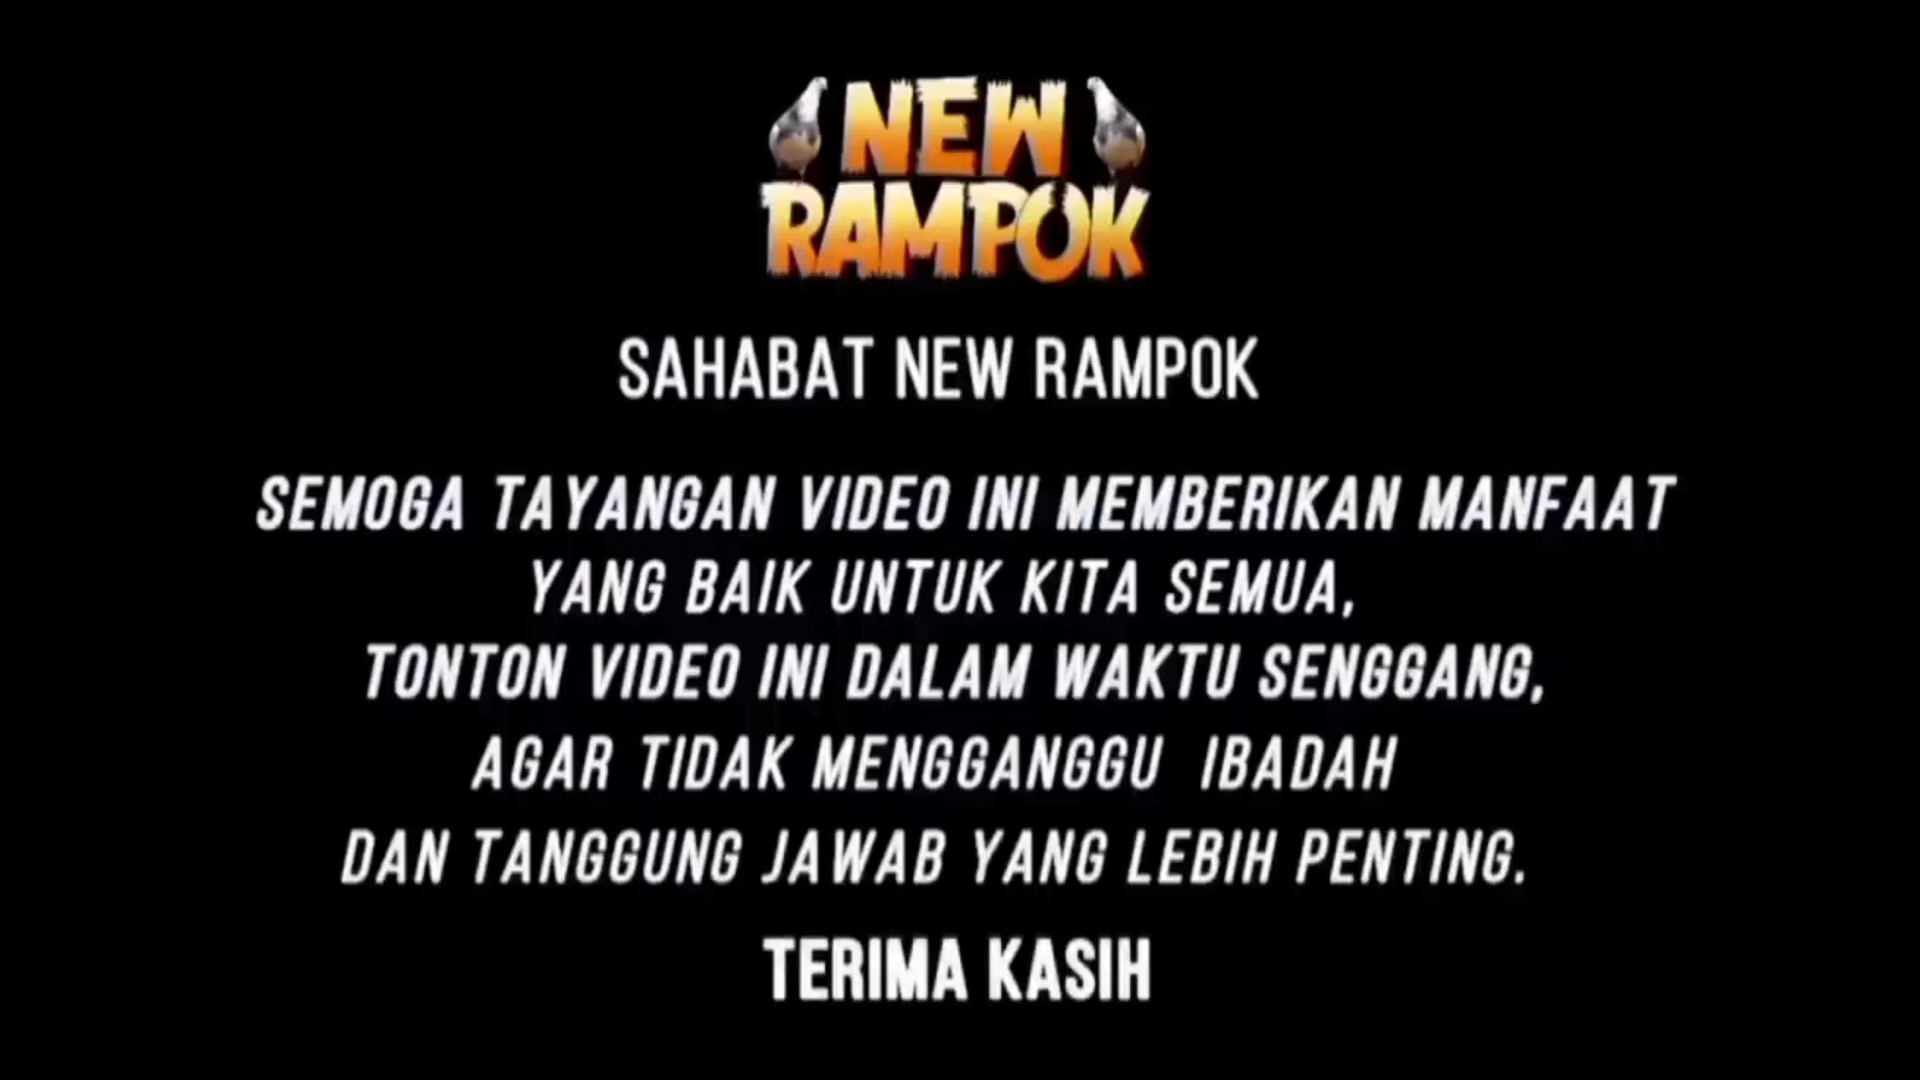 NEW
RAMPOK
SAHABAT NEW RAMPOK
SEMOGA TAYANGAN VIDEO INI MEMBERIKAN MANFAAT
YANG BAIK UNTUK KITA SEMUA,
TONTON VIDEO INI DALAM WAKTU SENGGANG,
AGAR TIDAK MENGGANGGU IBADAH
DAN TANGGUNG JAWAB YANG LEBIH PENTING.
TERIMA KASIH